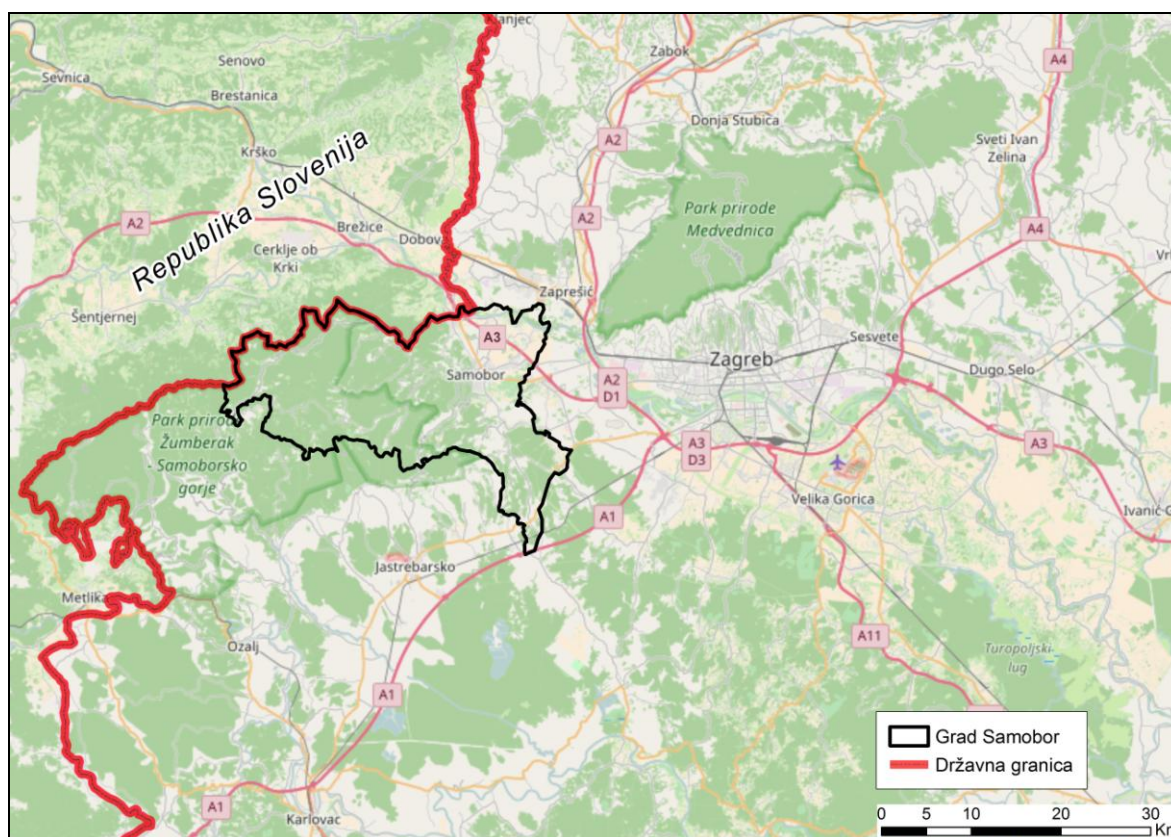 Klanjec
Zabok
A4
Senovo
Sevnica
Brestanica
Donja Stubica
A2
Krško
Sveti Ivan
Zelina
Republika Slovenija
Park prirode
Medvednica
A2
A2
Brežice
Dobova
A4
Cerklje ob
Krki
Zaprešić
Šentjernej
A3
Sesvete
Zagreb
Samobor
Dugo Selo
A2
D1
Park prirode
Žumberak
- Samoborsko
gorje
A3
D3
A3
Velika Gorica
A1
Jastrebarsko
Metlika
A11
Ozalj
Turopoljski
lug
A1
Grad Samobor
Državna granica
A1
Karlovac
0 5 10 20 30